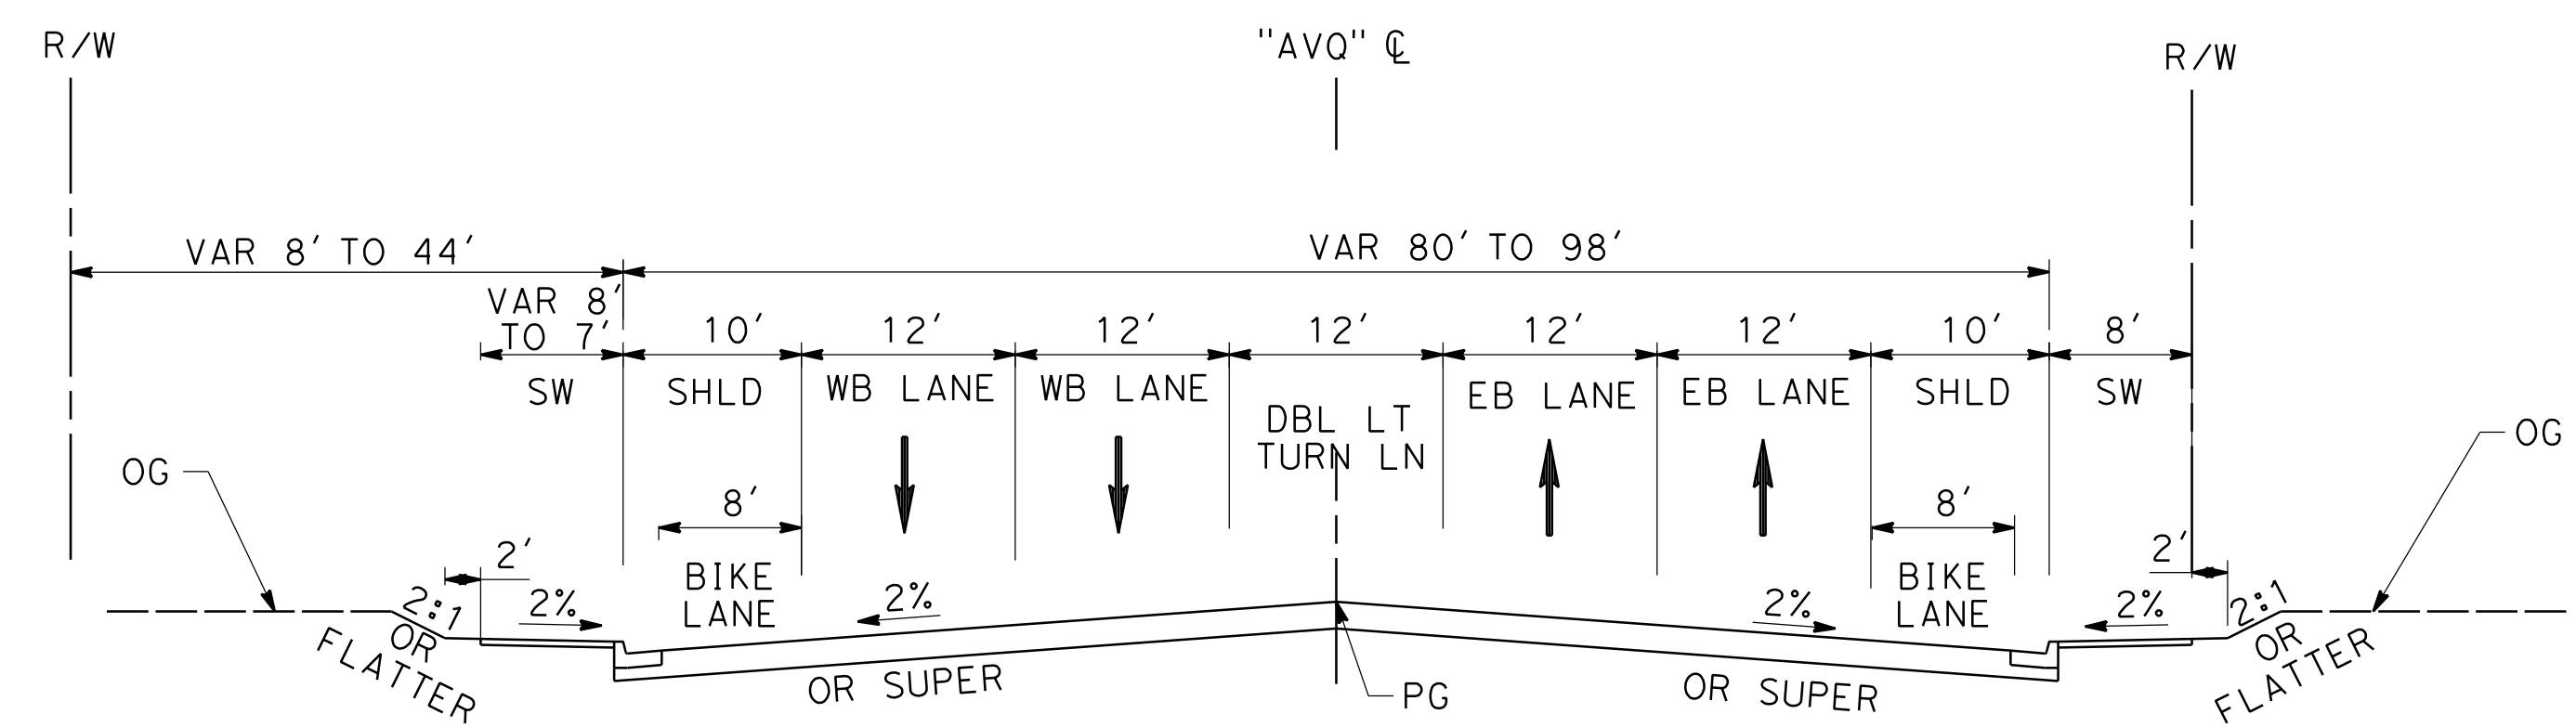 R/W
"AVQ" ℄
R/W
VAR 8' TO 44'
VAR 80' TO 98'
VAR 8'
TO 7'
10'
12'
12'
12'
12'
12'
10'
8'
SW
SHLD
WB LANE
WB LANE
DBL LT
TURN LN
EB LANE
EB LANE
SHLD
SW
OG
OG
8'
8'
2'
2'
BIKE
LANE
BIKE
LANE
2:1
OR
FLATTER
2%
2%
2%
2%
2:1
OR
FLATTER
OR SUPER
PG
OR SUPER